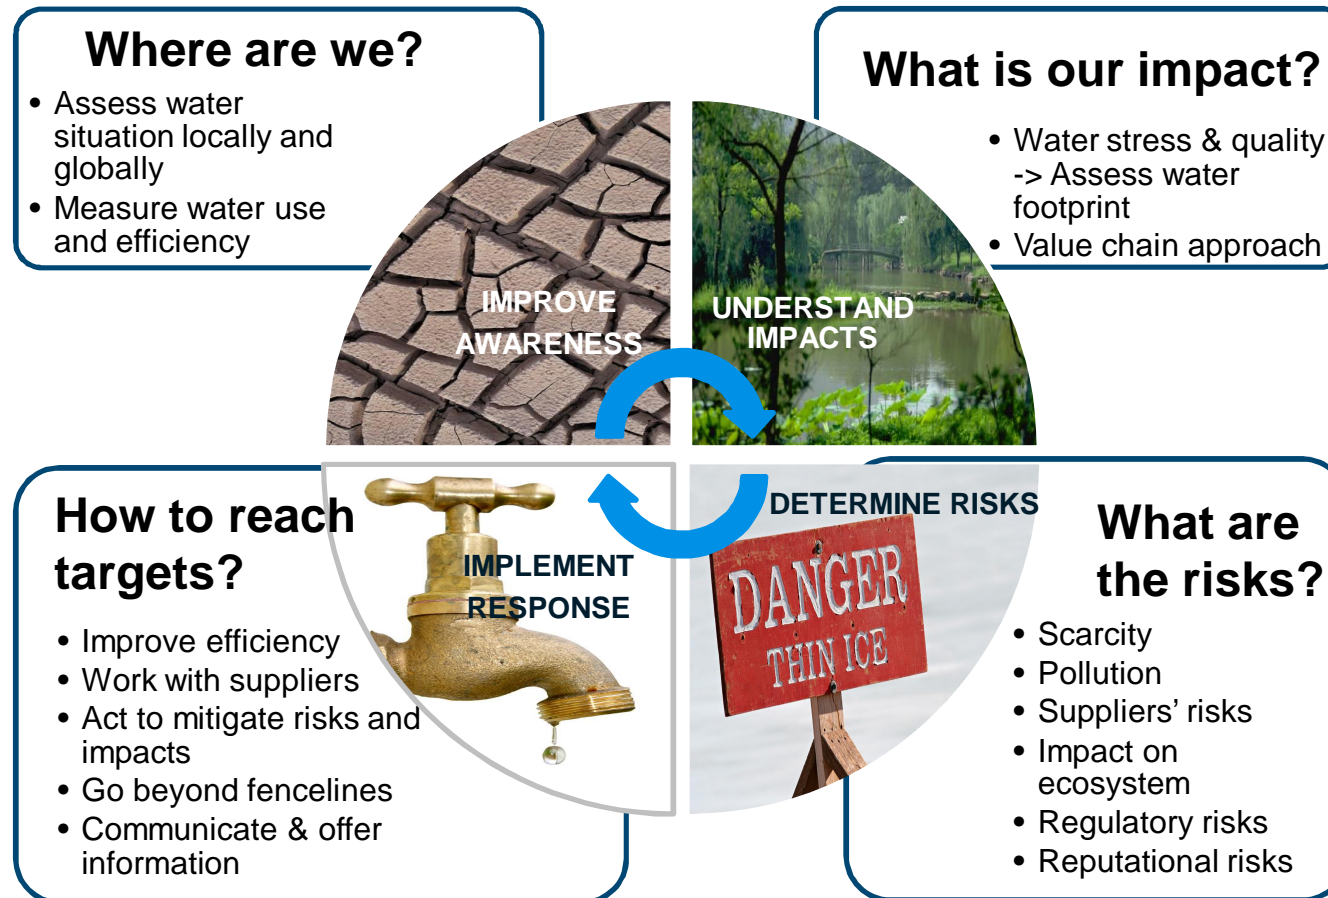 Where are we?
• Assess water
situation locally and
globally
• Measure water use
and efficiency
What is our impact?
• Water stress & quality
-> Assess water
footprint
• Value chain approach
IMPROVE
AWARENESS
UNDERSTAND
IMPACTS
How to reach
targets?
• Improve efficiency
• Work with suppliers
• Act to mitigate risks and
impacts
• Go beyond fencelines
• Communicate & offer
information
IMPLEMENT
RESPONSE
DETERMINE RISKS
DANGER
THIN ICE
What are
the risks?
• Scarcity
• Pollution
• Suppliers’ risks
• Impact on
ecosystem
• Regulatory risks
• Reputational risks